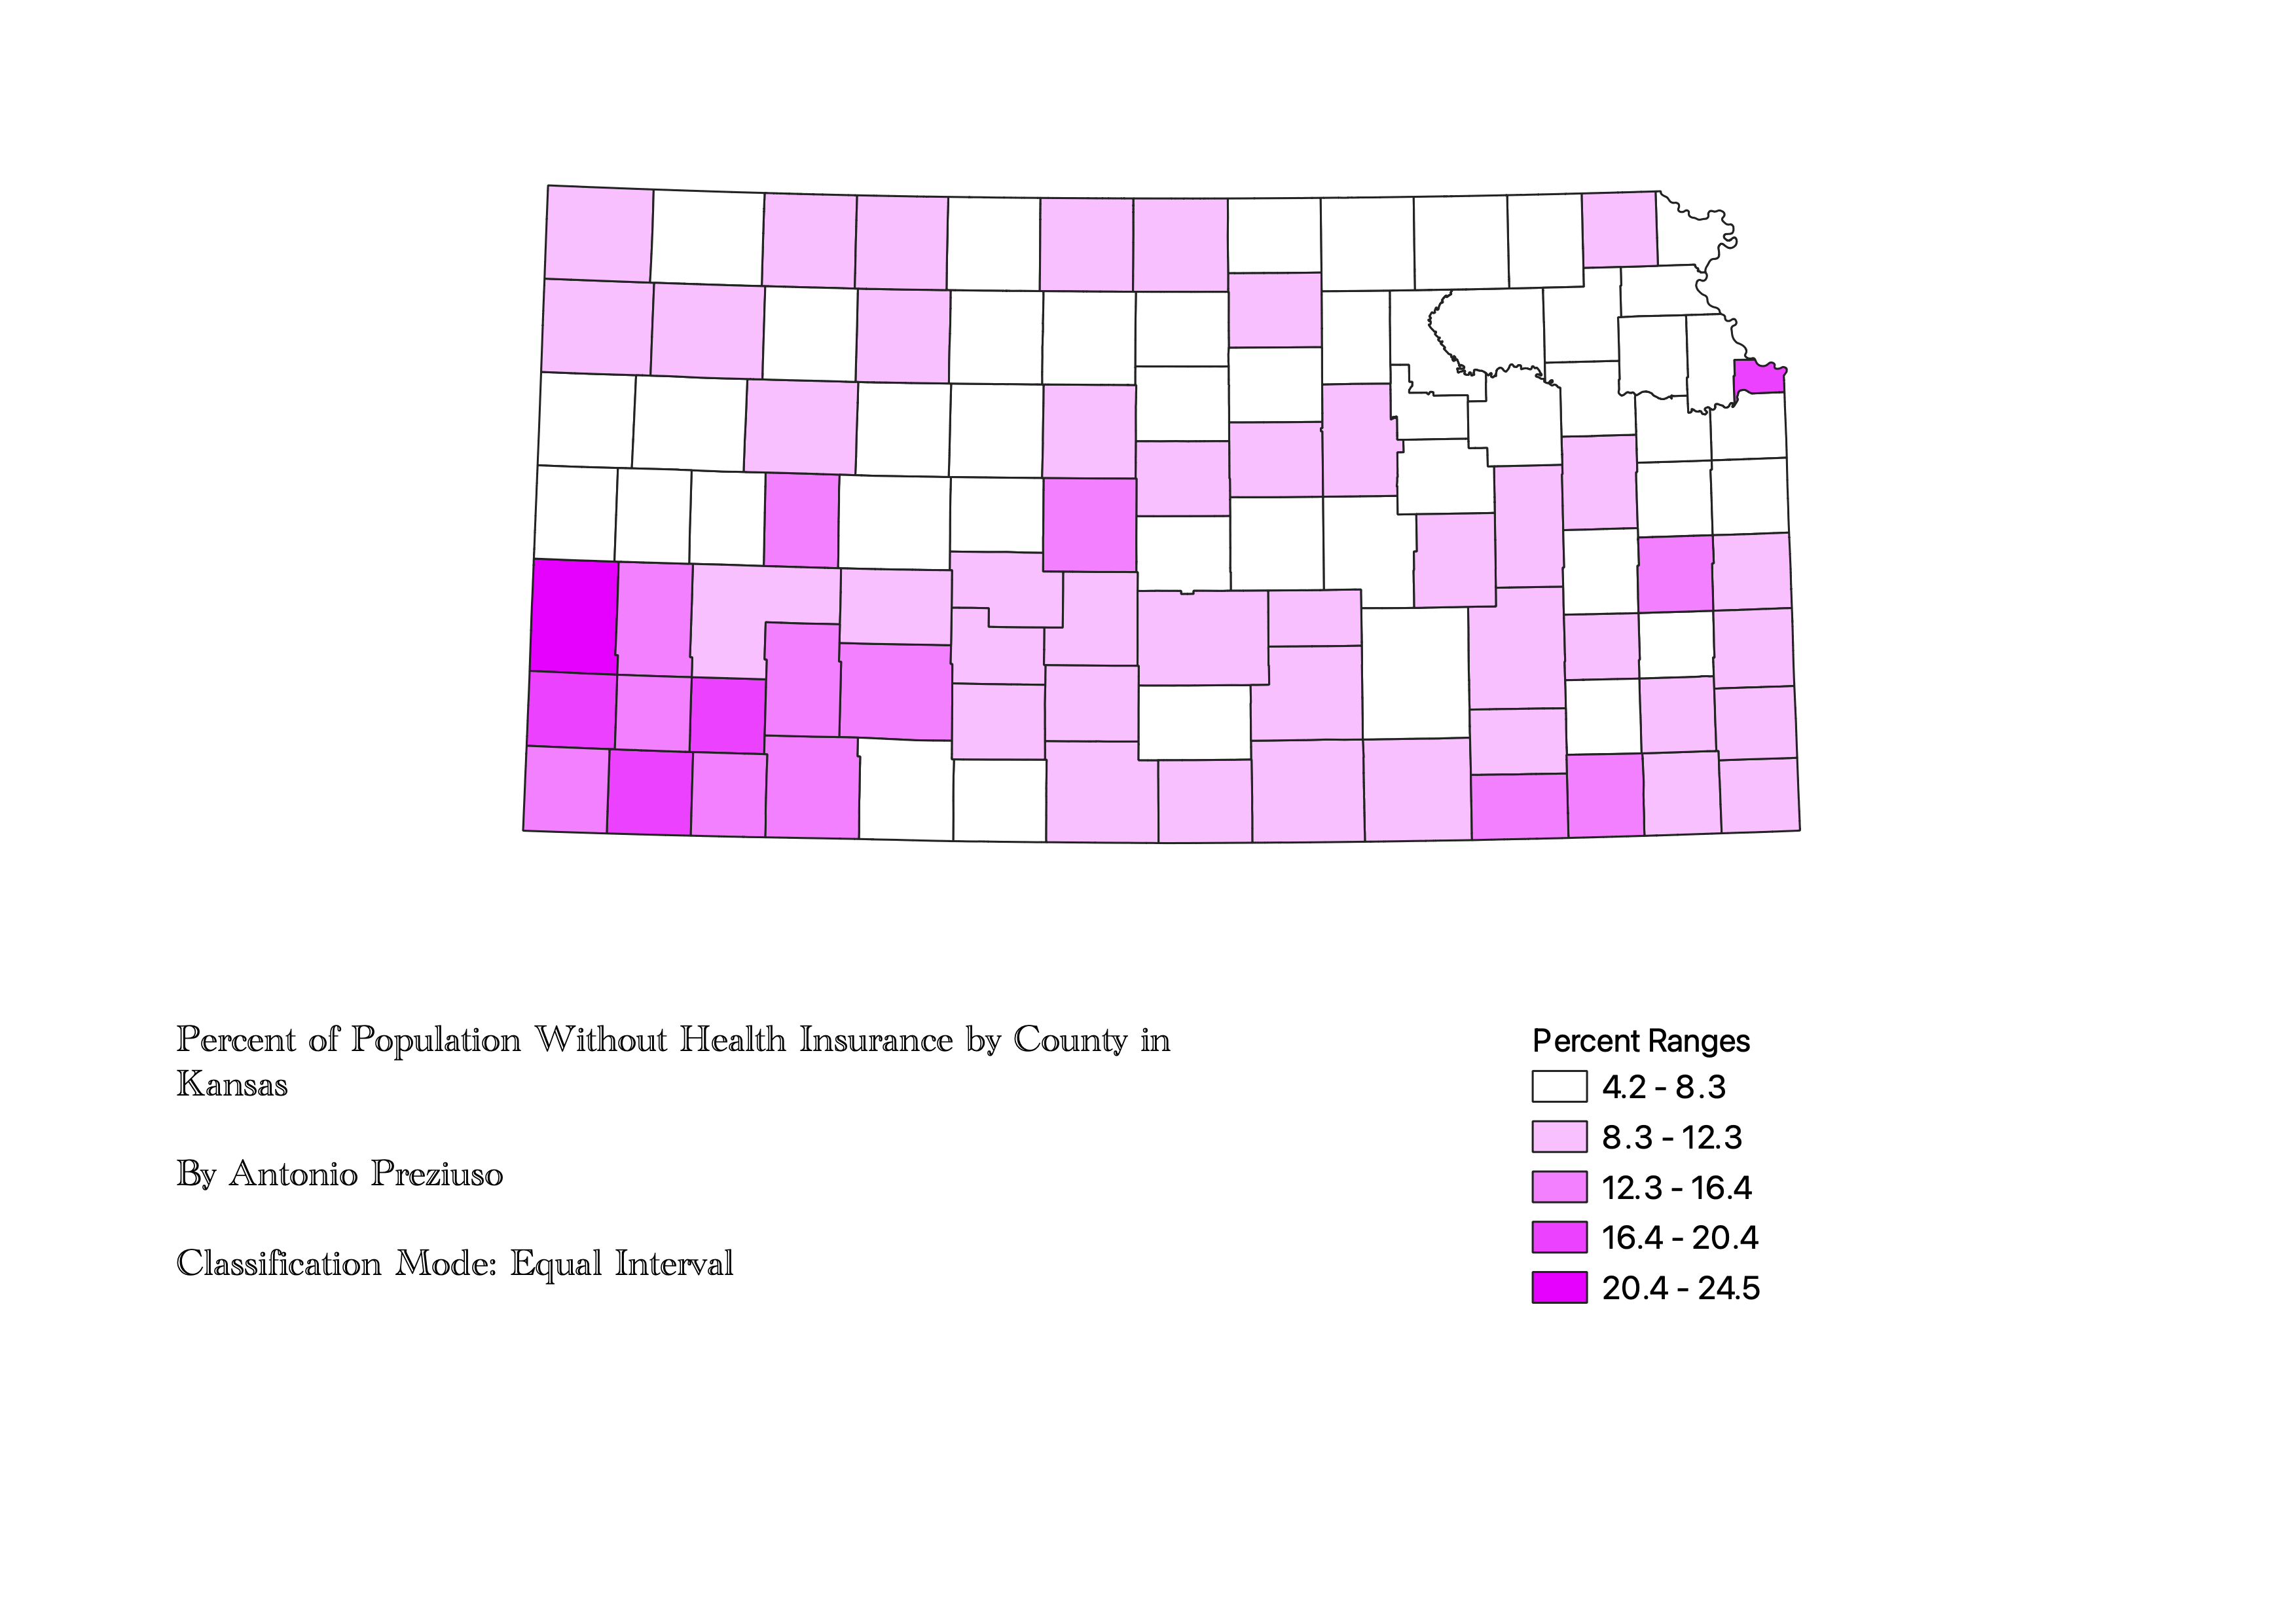 Percent of Population Without Health Insurance by County in
Kansas
By Antonio Preziuso
Classification Mode: Equal Interval
Percent Ranges
4.2 - 8.3
8.3 - 12.3
12.3 - 16.4
16.4 - 20.4
20.4 - 24.5